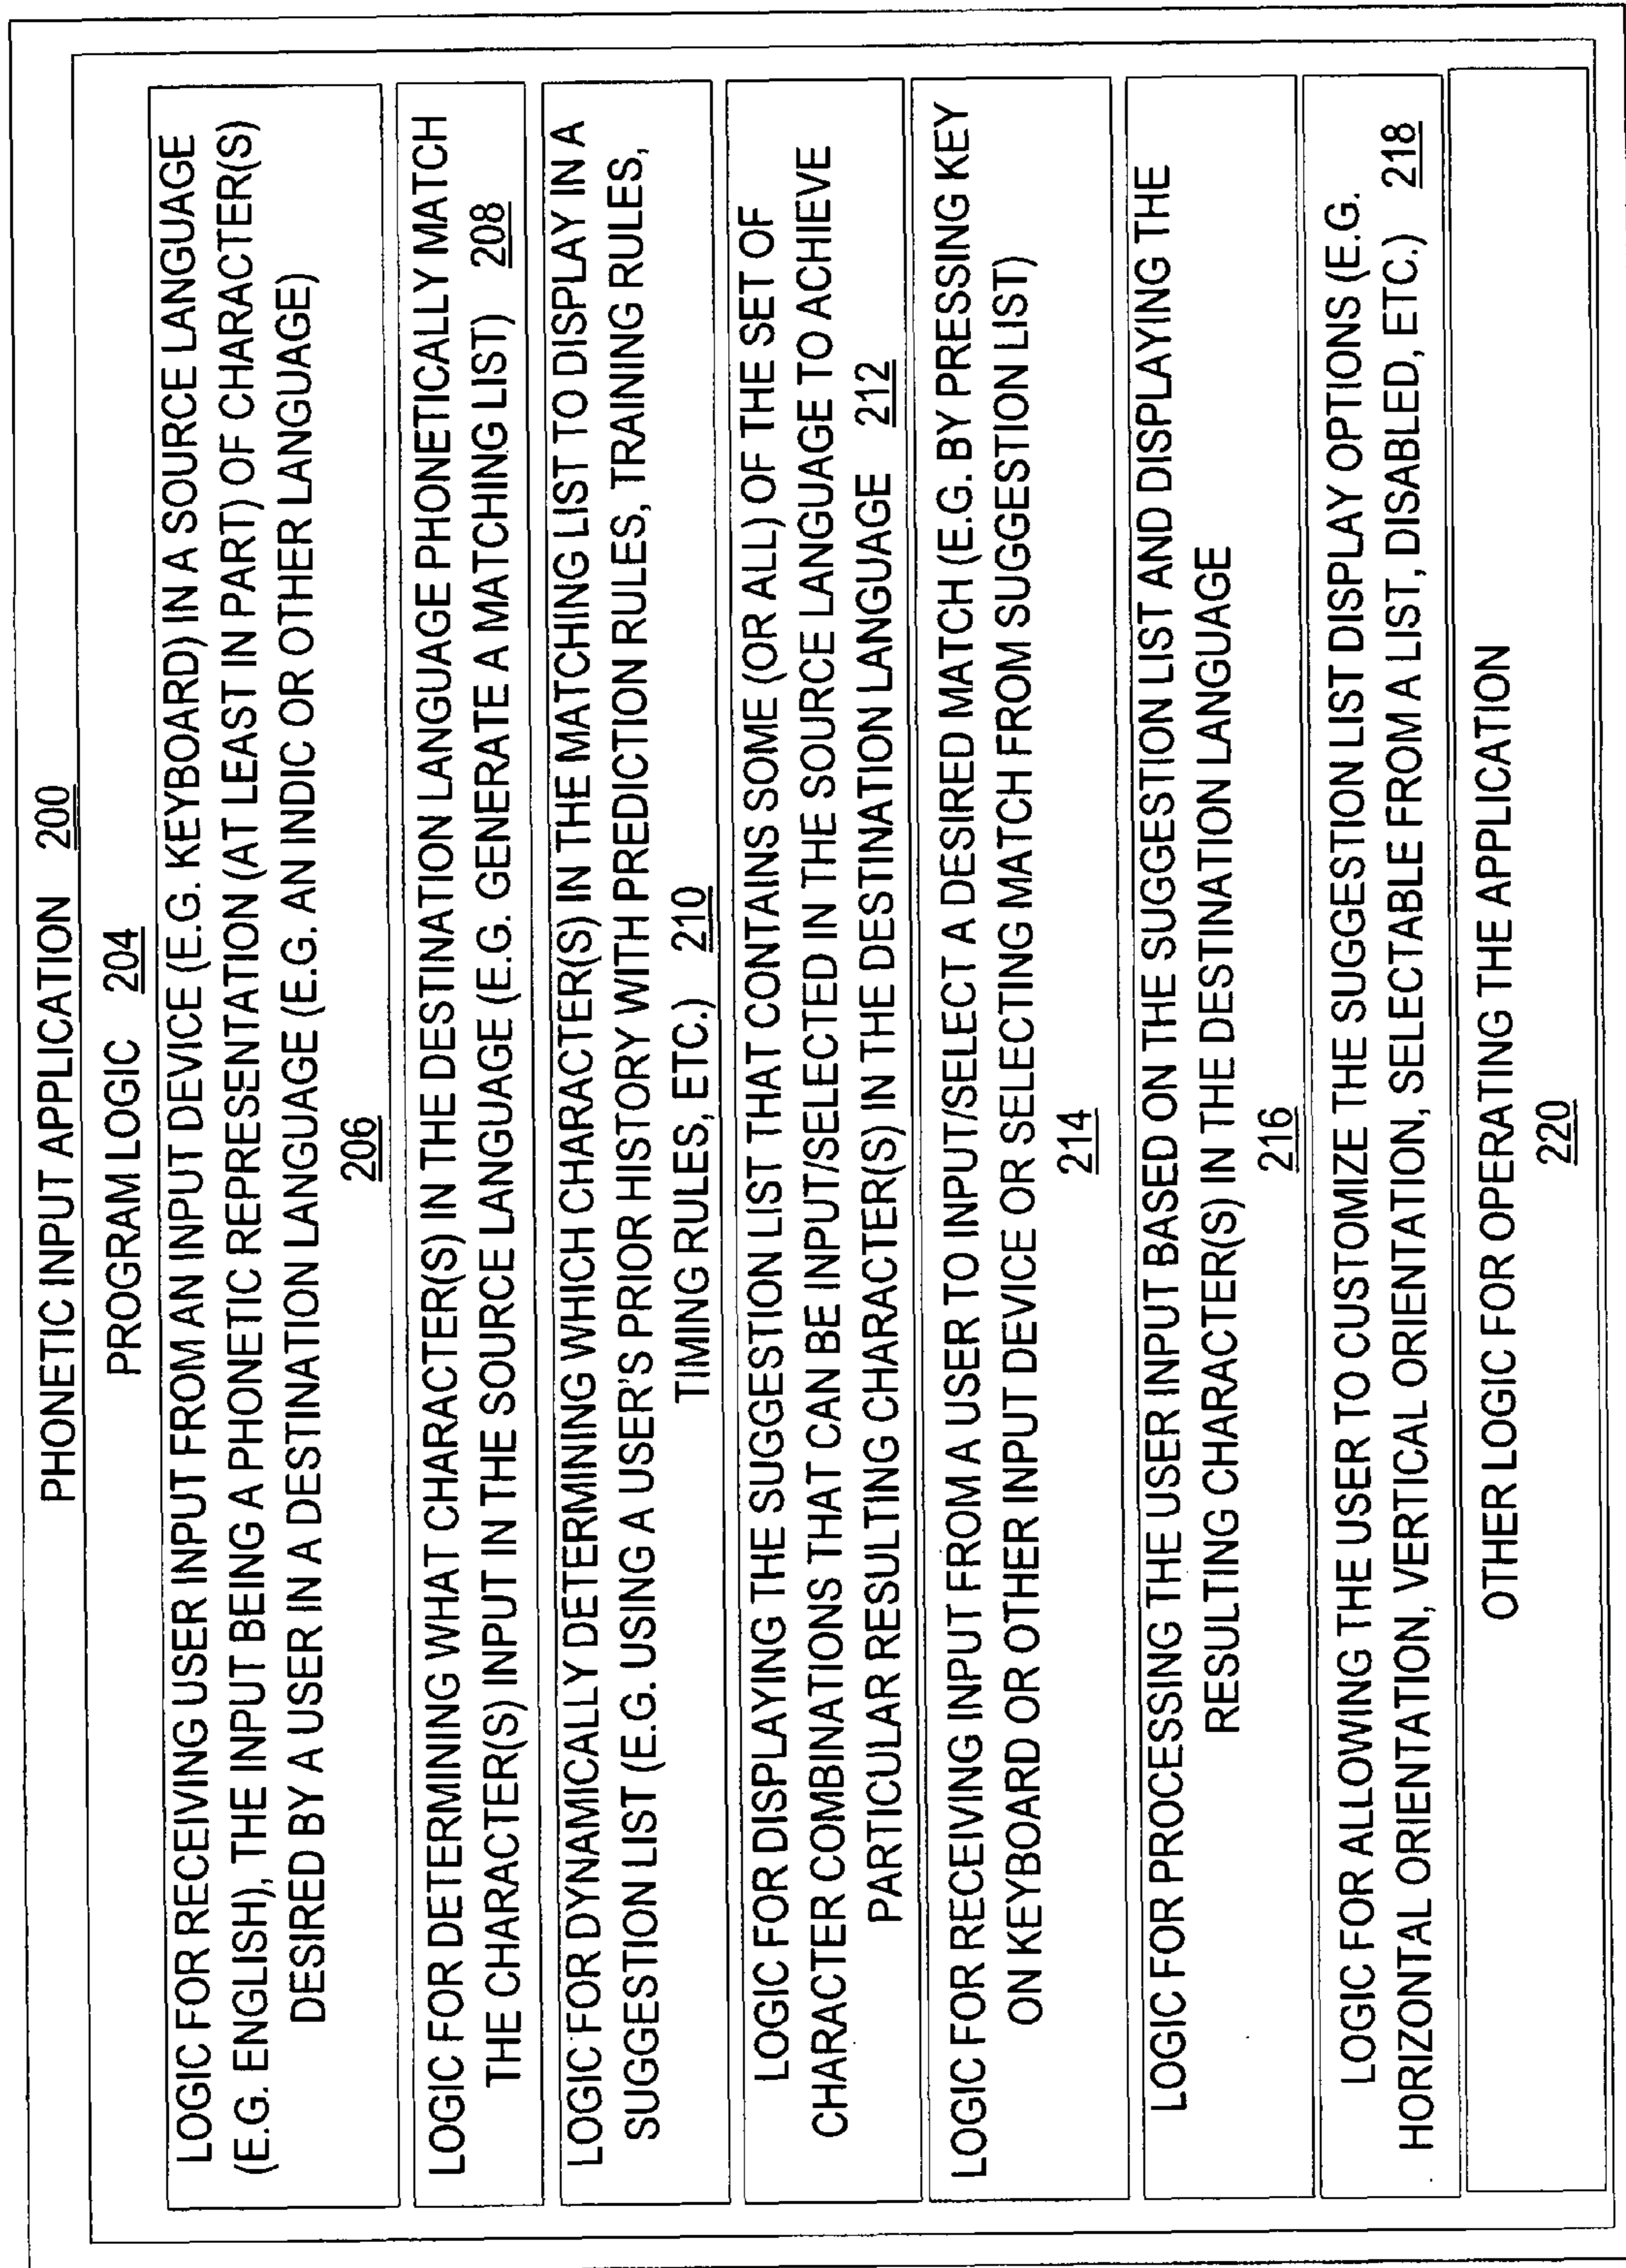 PHONETIC INPUT APPLICATION 200
PROGRAM LOGIC 204
LOGIC FOR RECEIVING USER INPUT FROM AN INPUT DEVICE (E.G. KEYBOARD) IN A SOURCE LANGUAGE
(E.G. ENGLISH), THE INPUT BEING A PHONETIC REPRESENTATION (AT LEAST IN PART) OF CHARACTER(S)
DESIRED BY A USER IN A DESTINATION LANGUAGE (E.G. AN INDIC OR OTHER LANGUAGE)
206
LOGIC FOR DETERMINING WHAT CHARACTER(S) IN THE DESTINATION LANGUAGE PHONETICALLY MATCH
THE CHARACTER(S) INPUT IN THE SOURCE LANGUAGE (E.G. GENERATE A MATCHING LIST) 208
LOGIC FOR DYNAMICALLY DETERMINING WHICH CHARACTER(S) IN THE MATCHING LIST TO DISPLAY IN A
SUGGESTION LIST (E.G. USING A USER'S PRIOR HISTORY WITH PREDICTION RULES, TRAINING RULES,
TIMING RULES, ETC.) 210
LOGIC FOR DISPLAYING THE SUGGESTION LIST THAT CONTAINS SOME (OR ALL) OF THE SET OF
CHARACTER COMBINATIONS THAT CAN BE INPUT/SELECTED IN THE SOURCE LANGUAGE TO ACHIEVE
PARTICULAR RESULTING CHARACTER(S) IN THE DESTINATION LANGUAGE 212
LOGIC FOR RECEIVING INPUT FROM A USER TO INPUT/SELECT A DESIRED MATCH (E.G. BY PRESSING KEY
ON KEYBOARD OR OTHER INPUT DEVICE OR SELECTING MATCH FROM SUGGESTION LIST)
214
LOGIC FOR PROCESSING THE USER INPUT BASED ON THE SUGGESTION LIST AND DISPLAYING THE
RESULTING CHARACTER(S) IN THE DESTINATION LANGUAGE
216
LOGIC FOR ALLOWING THE USER TO CUSTOMIZE THE SUGGESTION LIST DISPLAY OPTIONS (E.G.
HORIZONTAL ORIENTATION, VERTICAL ORIENTATION, SELECTABLE FROM A LIST, DISABLED, ETC.) 218
OTHER LOGIC FOR OPERATING THE APPLICATION
220